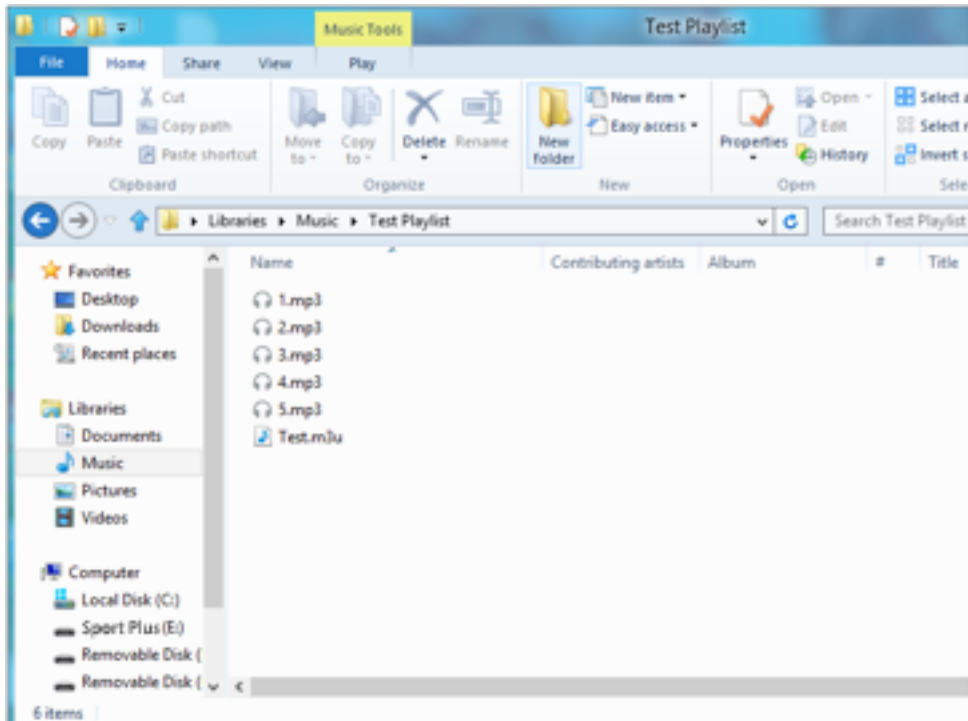 Music Tools
Test Playlist
File Home Share View Play
Copy
Paste
Cut
Copy path
Paste shortcut
Clipboard
Move to
Copy to
Delete
Rename
Organize
New folder
New item
Easy access
New
Properties
Open
Edit
History
Open
Select
Select
Invert
Libraries Music Test Playlist
Search Test Playlist
Name Contributing artists Album # Title
Favorites
Desktop
Downloads
Recent places
Libraries
Documents
Music
Pictures
Videos
Computer
Local Disk (C:)
Sport Plus (E:)
Removable Disk (
Removable Disk (
1.mp3
2.mp3
3.mp3
4.mp3
5.mp3
Test.m3u
6 items